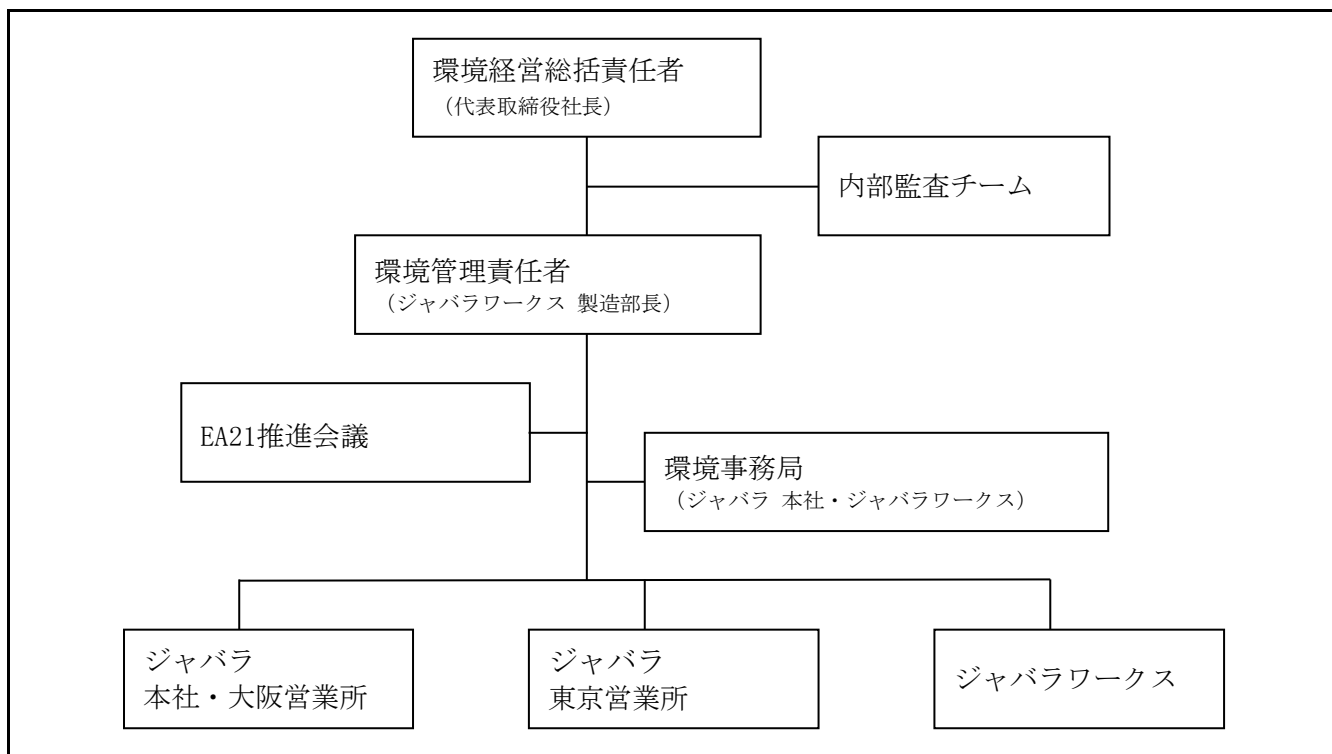 環境経営総括責任者
（代表取締役社長）
内部監査チーム
環境管理責任者
（ジャバラワークス 製造部長）
EA21推進会議
環境事務局
（ジャバラ 本社・ジャバラワークス）
ジャバラ
本社・大阪営業所
ジャバラ
東京営業所
ジャバラワークス